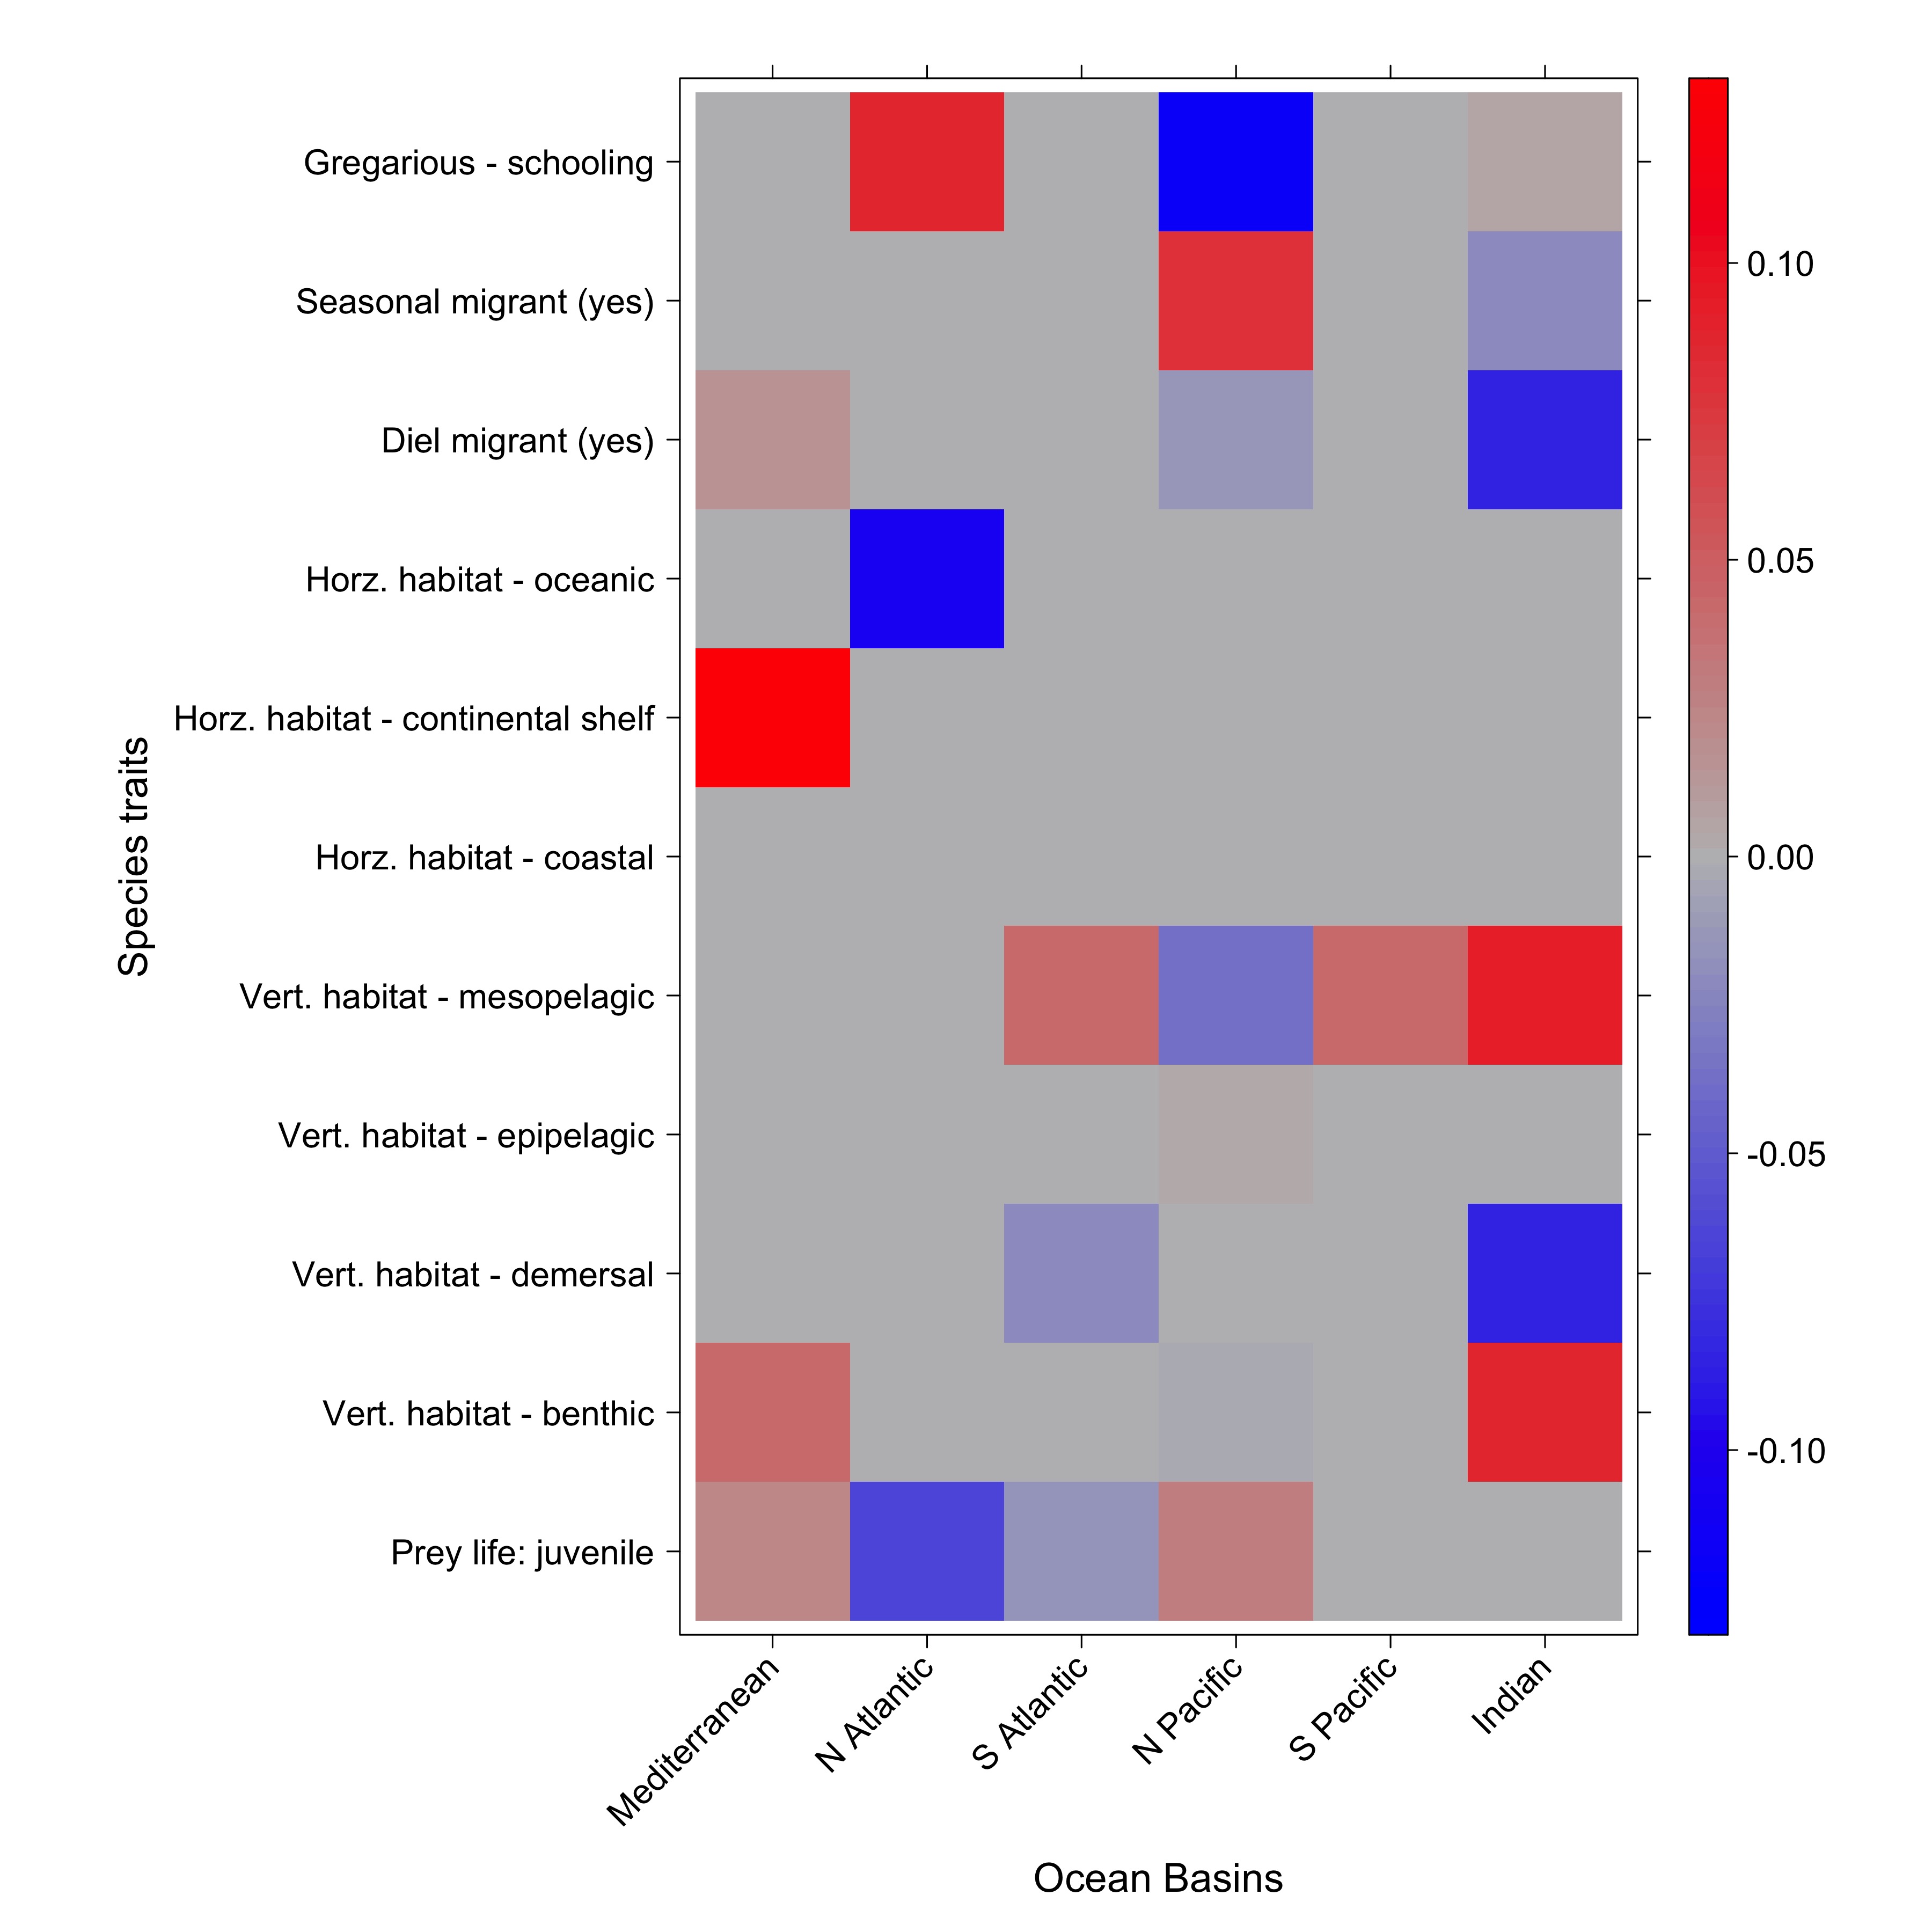 Species traits
Gregarious - schooling
Seasonal migrant (yes)
Diel migrant (yes)
Horz. habitat - oceanic
Horz. habitat - continental shelf
Horz. habitat - coastal
Vert. habitat - mesopelagic
Vert. habitat - epipelagic
Vert. habitat - demersal
Vert. habitat - benthic
Prey life: juvenile
0.10
0.05
0.00
-0.05
-0.10
Mediterranean
N Atlantic
S Atlantic
N Pacific
S Pacific
Indian
Ocean Basins